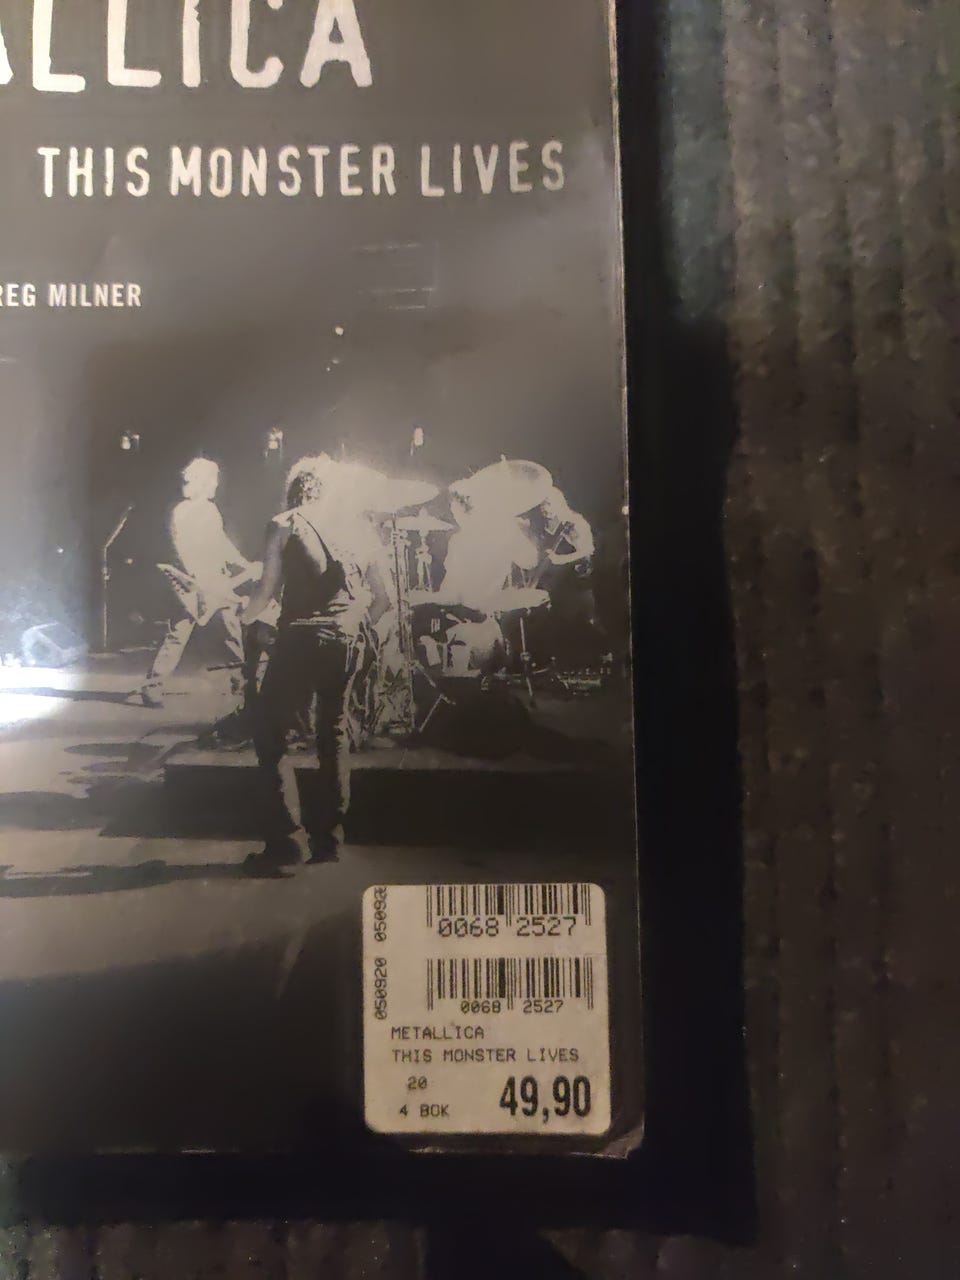 ALLICA
THIS MONSTER LIVES
REG MILNER
050920 050920
0068 2527
0068 2527
METALLICA
THIS MONSTER LIVES
20
4 BOK
49,90